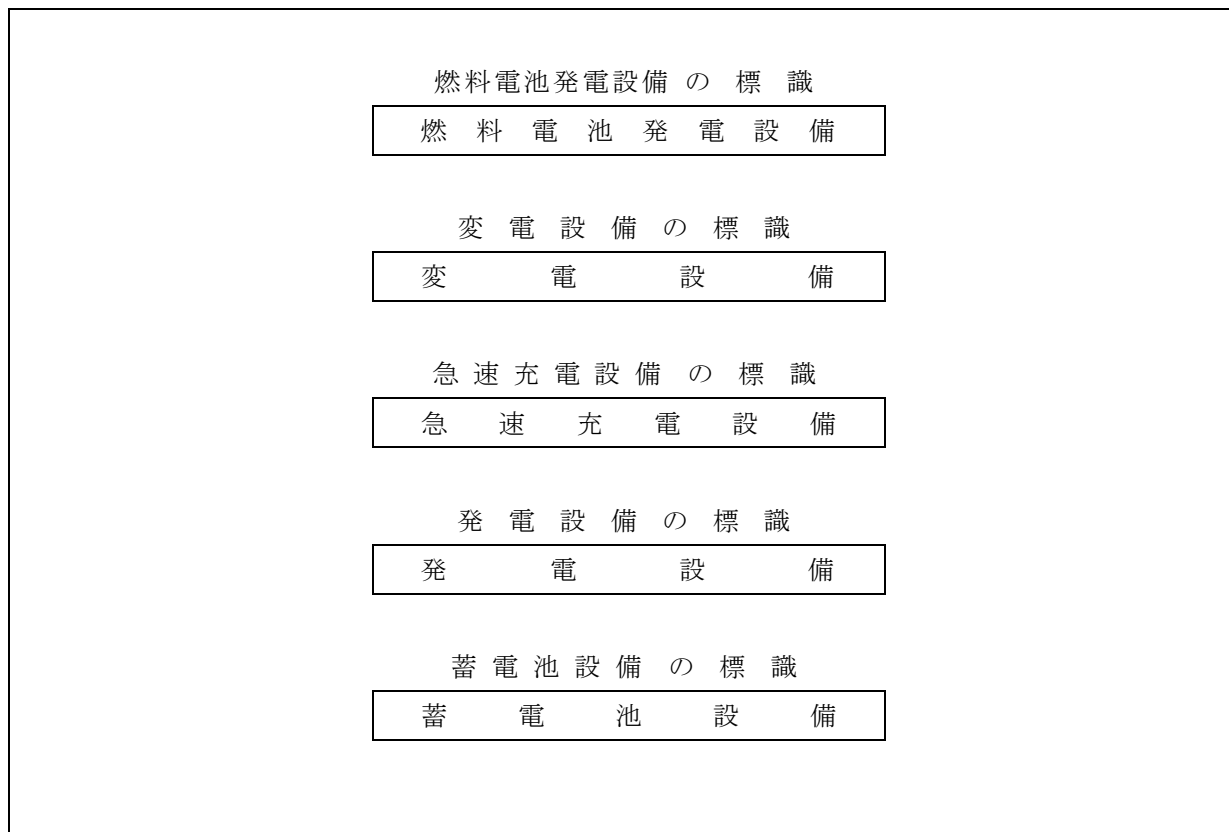 燃料電池発電設備の標識
燃料電池発電設備
変電設備の標識
変電設備
急速充電設備の標識
急速充電設備
発電設備の標識
発電設備
蓄電池設備の標識
蓄電池設備